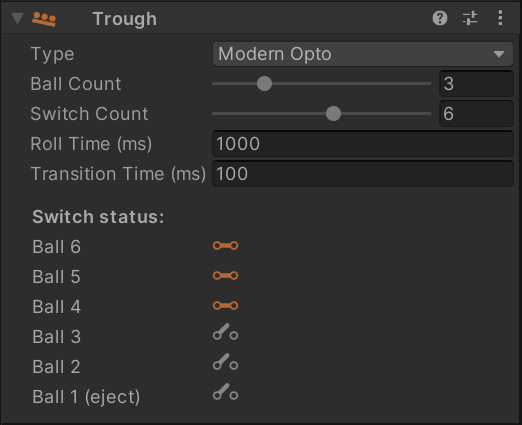 Trough
Type Modern Opto
Ball Count 3
Switch Count 6
Roll Time (ms) 1000
Transition Time (ms) 100
Switch status:
Ball 6
Ball 5
Ball 4
Ball 3
Ball 2
Ball 1 (eject)